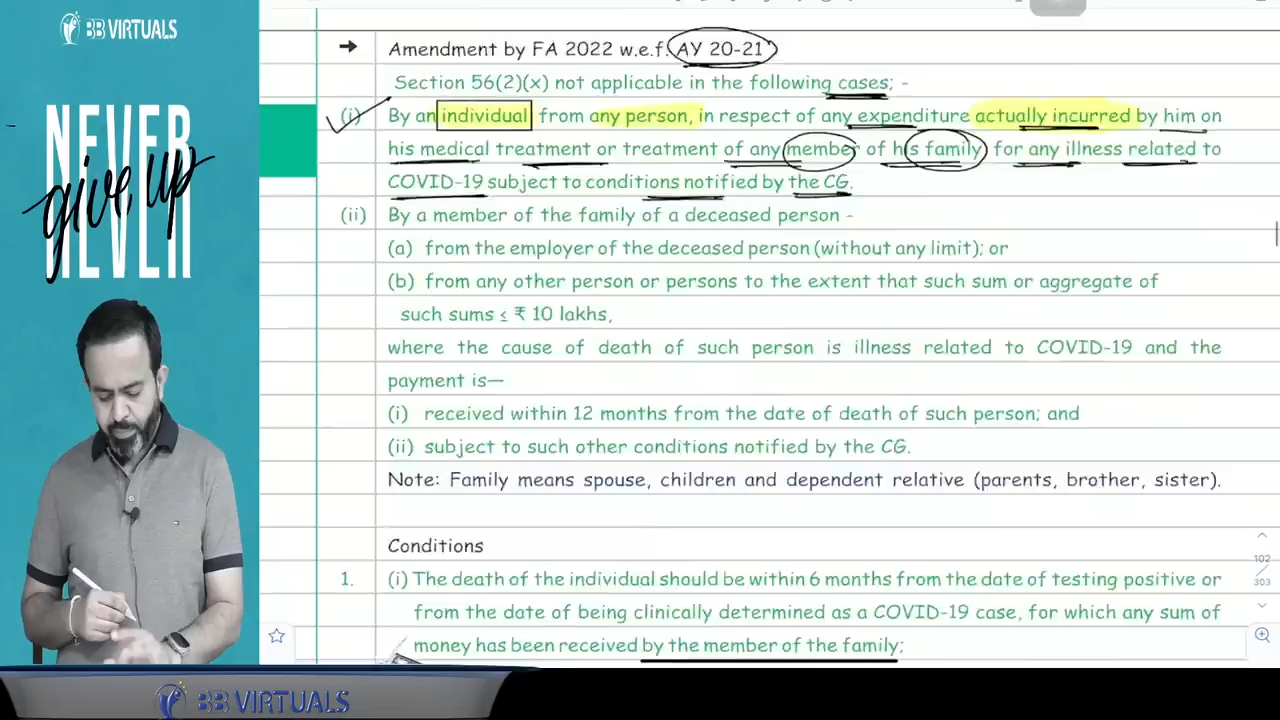 BB VIRTUALS
NEVER
give up
NEVER
→ Amendment by FA 2022 w.e.f. AY 20-21
Section 56(2)(x) not applicable in the following cases; -
(i) By an individual from any person, in respect of any expenditure actually incurred by him on
his medical treatment or treatment of any member of his family for any illness related to
COVID-19 subject to conditions notified by the CG.
(ii) By a member of the family of a deceased person -
(a) from the employer of the deceased person (without any limit); or
(b) from any other person or persons to the extent that such sum or aggregate of
such sums ≤ ₹ 10 lakhs,
where the cause of death of such person is illness related to COVID-19 and the
payment is—
(i) received within 12 months from the date of death of such person; and
(ii) subject to such other conditions notified by the CG.
Note: Family means spouse, children and dependent relative (parents, brother, sister).
Conditions
102
303
1. (i) The death of the individual should be within 6 months from the date of testing positive or
from the date of being clinically determined as a COVID-19 case, for which any sum of
money has been received by the member of the family;
BB VIRTUALS